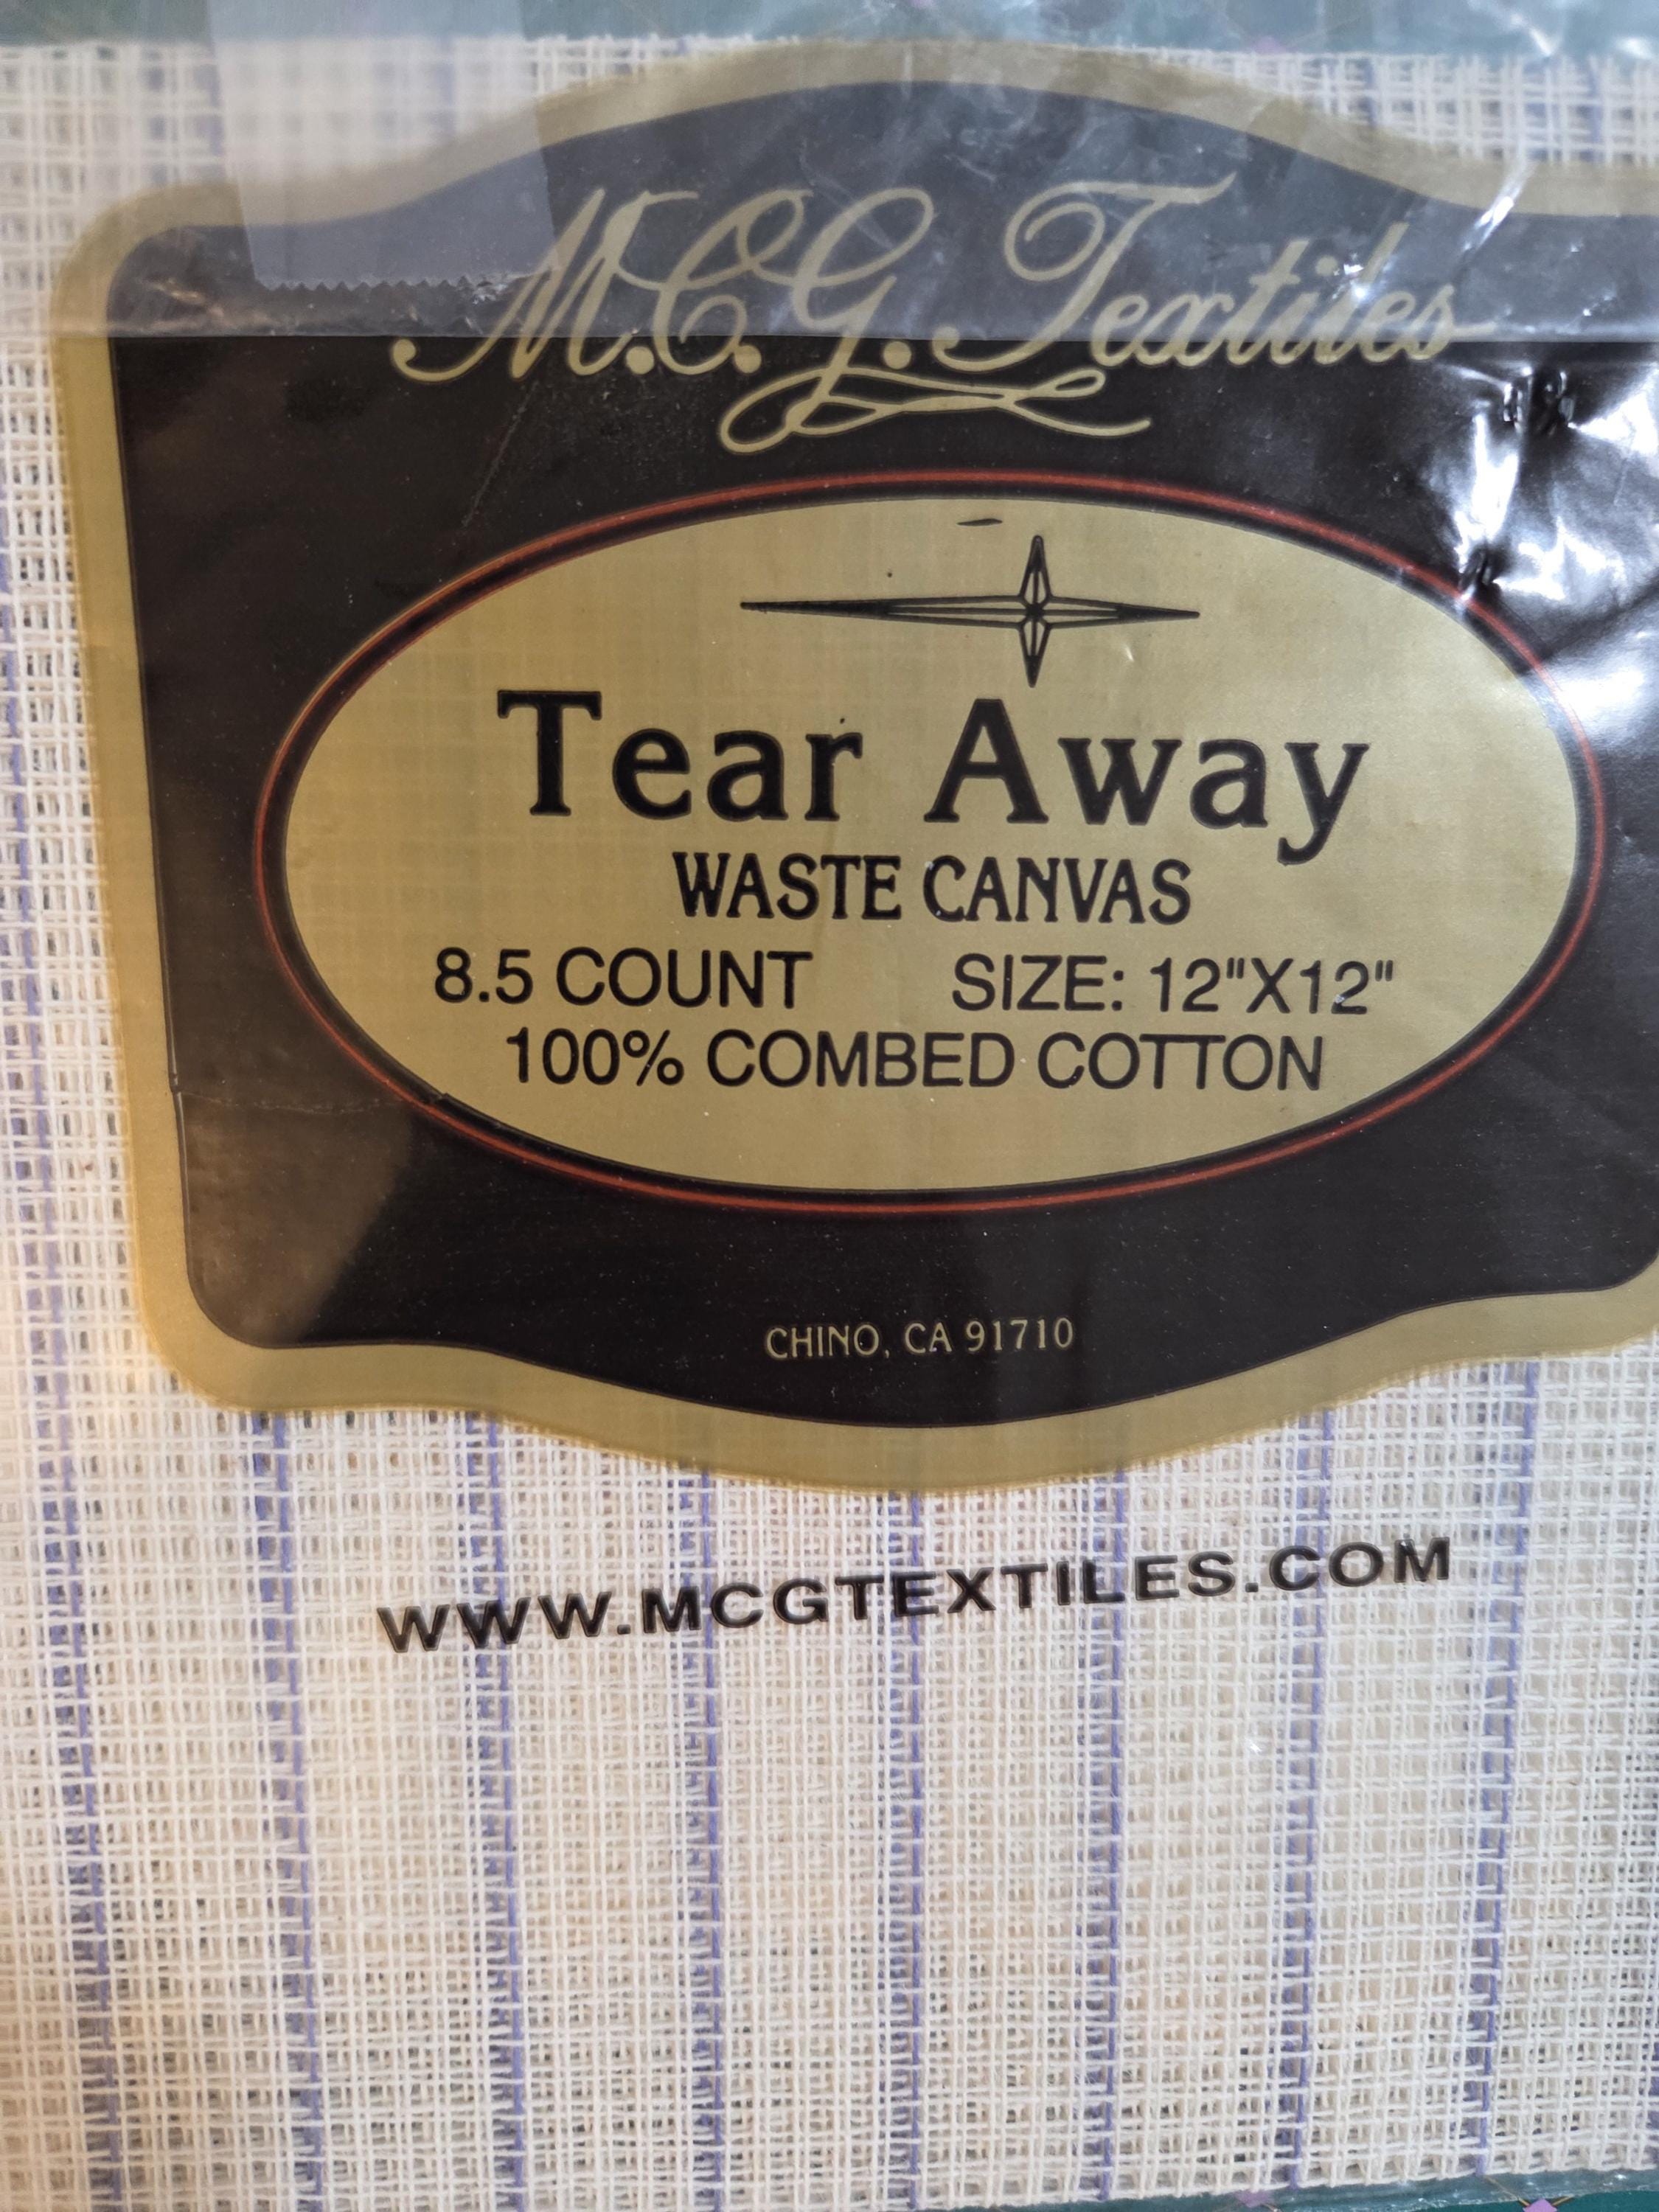 M.C.G. Textiles
Tear Away
WASTE CANVAS
8.5 COUNT SIZE: 12"X12"
100% COMBED COTTON
CHINO, CA 91710
WWW.MCGTEXTILES.COM